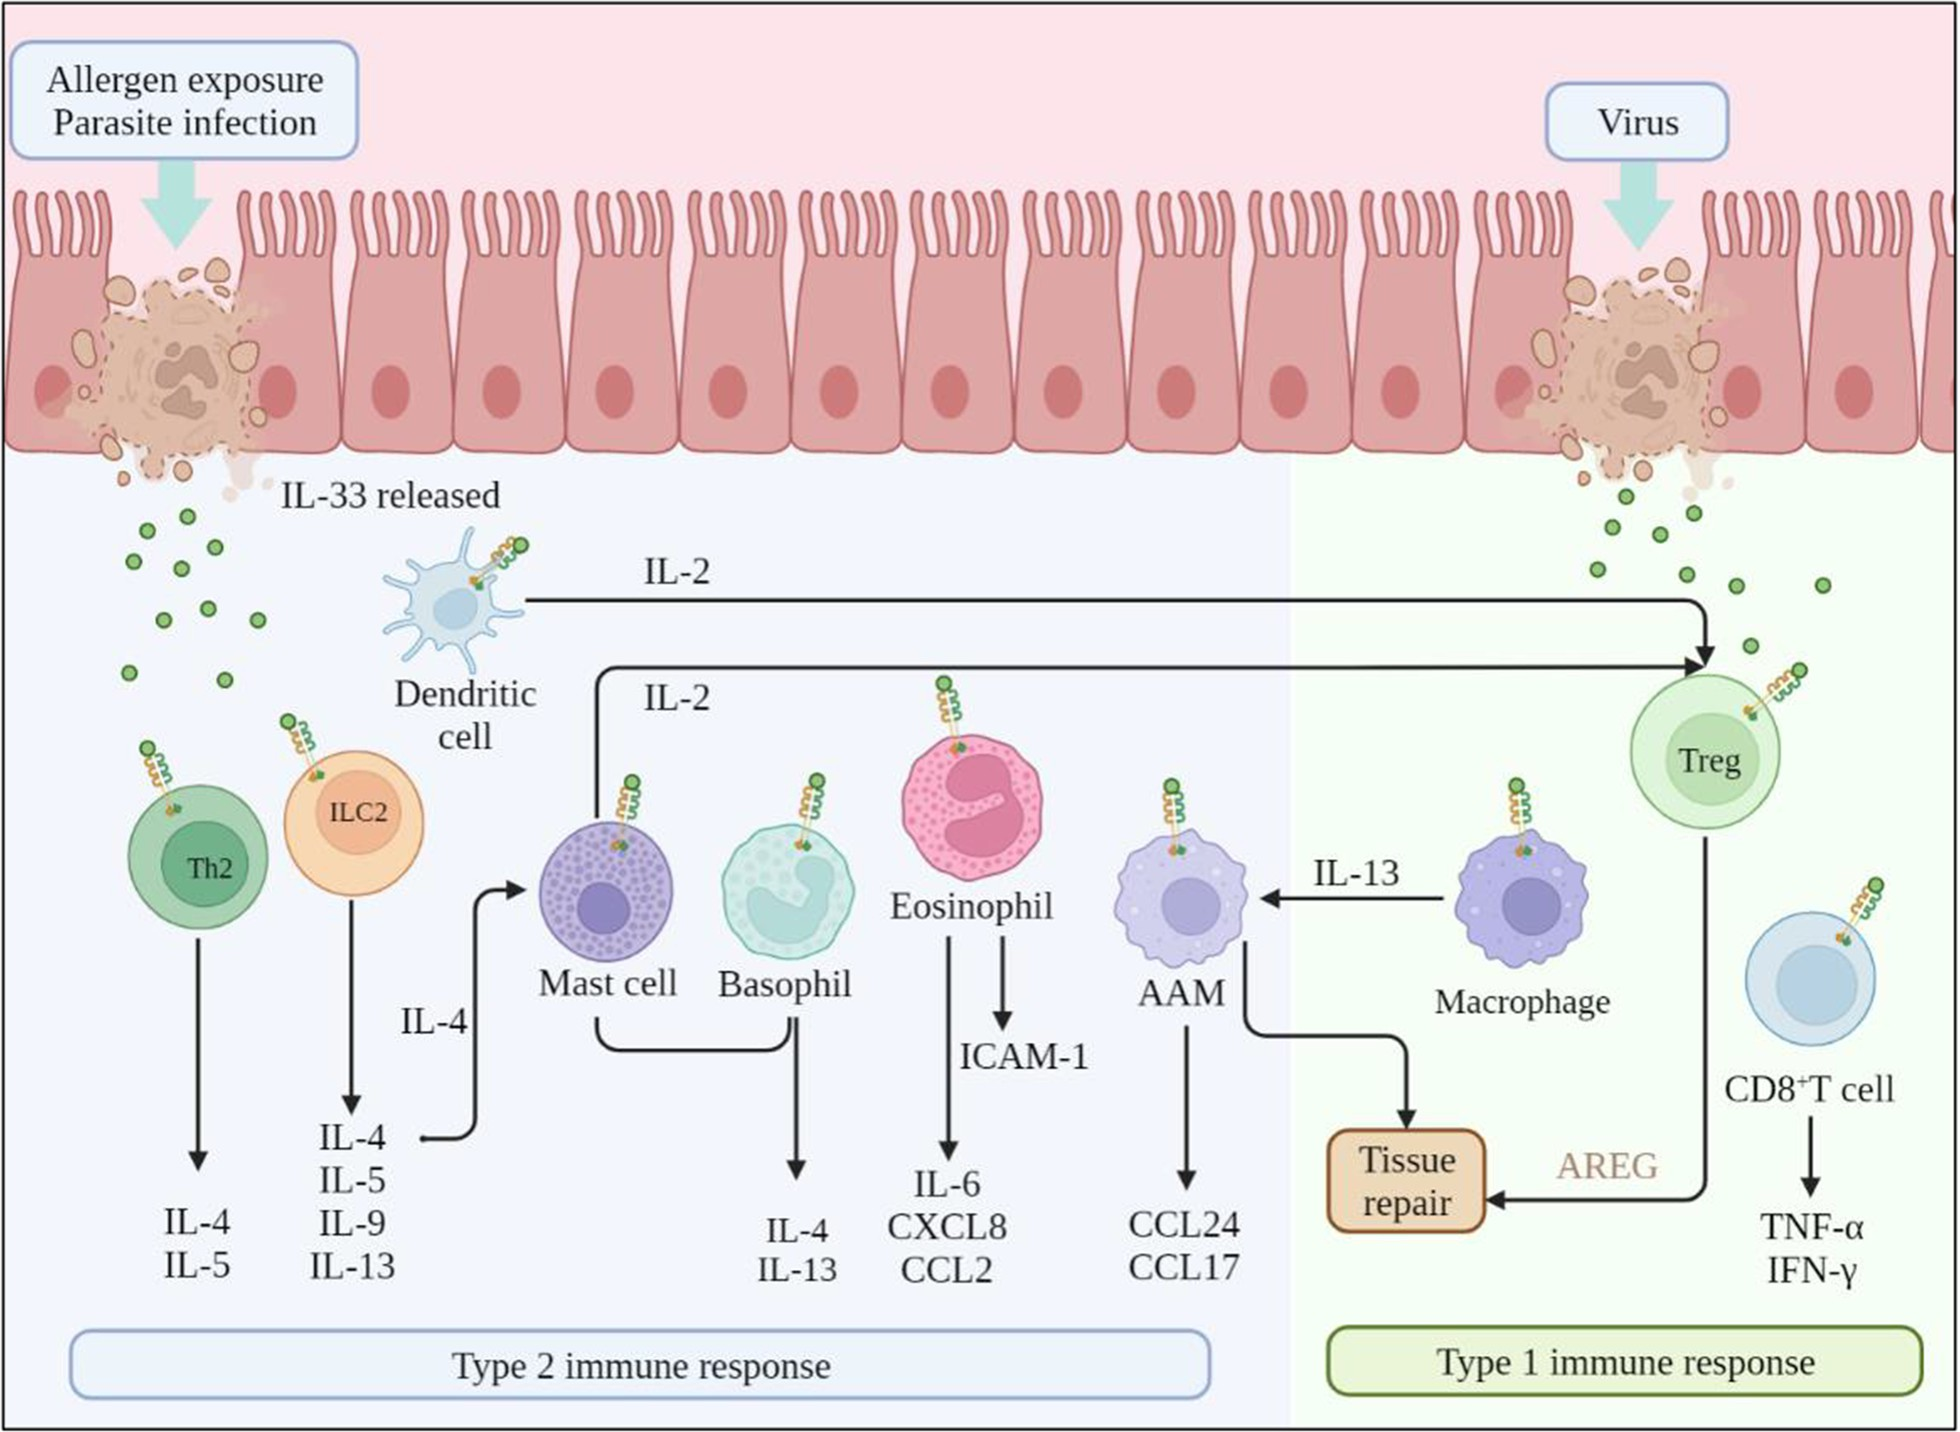 Allergen exposure
Parasite infection
Virus
IL-33 released
IL-2
Dendritic
cell
IL-2
Treg
ILC2
Th2
Eosinophil
IL-13
Mast cell
Basophil
AAM
Macrophage
IL-4
ICAM-1
CD8⁺T cell
IL-4
IL-5
IL-9
IL-13
IL-4
IL-5
IL-4
IL-13
IL-6
CXCL8
CCL2
CCL24
CCL17
Tissue
repair
AREG
TNF-α
IFN-γ
Type 2 immune response
Type 1 immune response